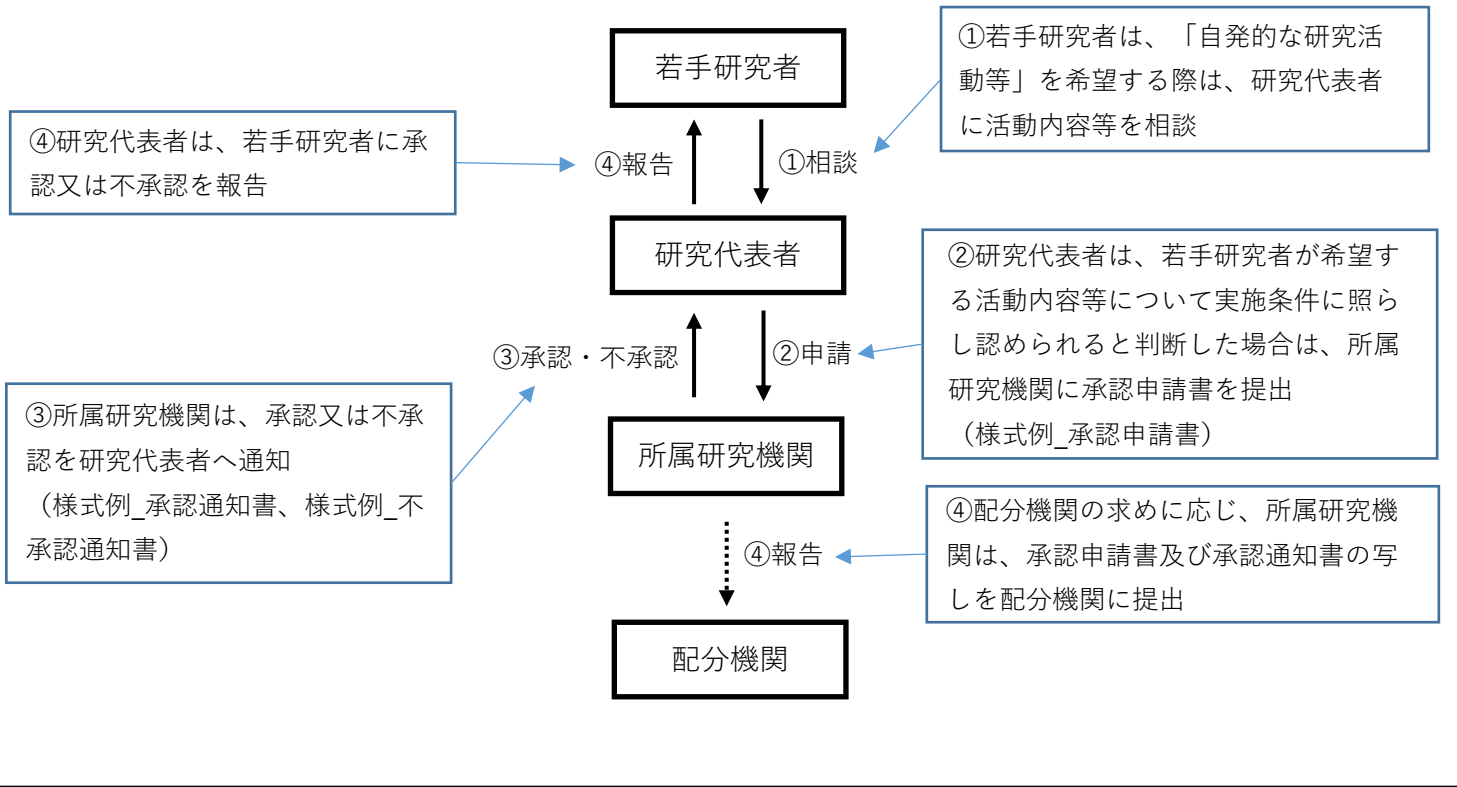 若手研究者
①若手研究者は、「自発的な研究活
動等」を希望する際は、研究代表者
に活動内容等を相談
④研究代表者は、若手研究者に承
認又は不承認を報告
④報告
①相談
研究代表者
②研究代表者は、若手研究者が希望す
る活動内容等について実施条件に照ら
し認められると判断した場合は、所属
研究機関に承認申請書を提出
（様式例_承認申請書）
③承認・不承認
②申請
③所属研究機関は、承認又は不承
認を研究代表者へ通知
（様式例_承認通知書、様式例_不
承認通知書）
所属研究機関
④報告
④配分機関の求めに応じ、所属研究機
関は、承認申請書及び承認通知書の写
しを配分機関に提出
配分機関